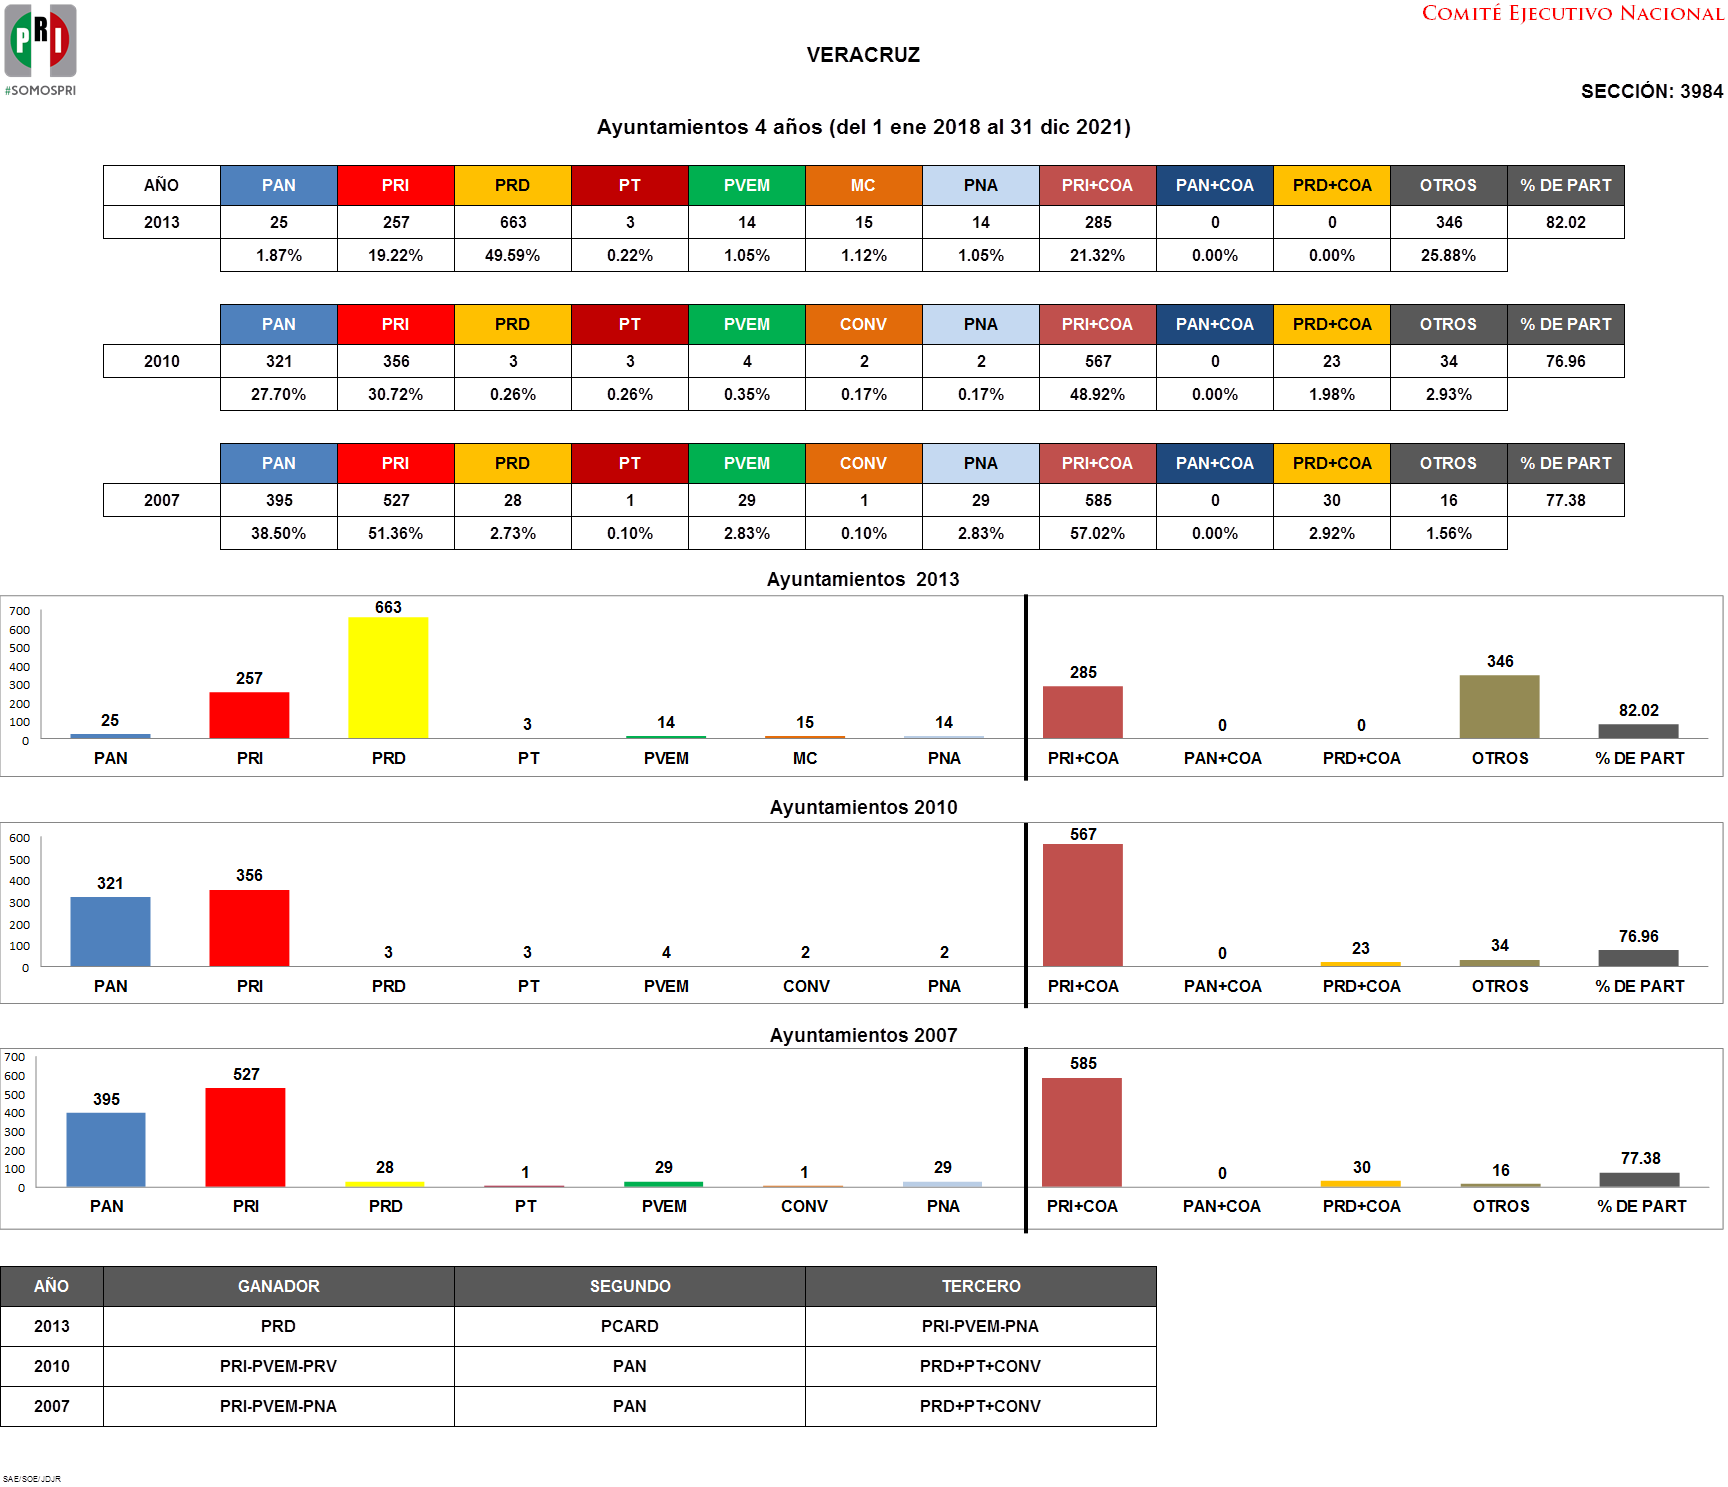 PRI
#SOMOSPRI
COMITÉ EJECUTIVO NACIONAL
VERACRUZ
SECCIÓN: 3984
Ayuntamientos 4 años (del 1 ene 2018 al 31 dic 2021)
AÑO PAN PRI PRD PT PVEM MC PNA PRI+COA PAN+COA PRD+COA OTROS % DE PART
2013 25 257 663 3 14 15 14 285 0 0 346 82.02
1.87% 19.22% 49.59% 0.22% 1.05% 1.12% 1.05% 21.32% 0.00% 0.00% 25.88%
PAN PRI PRD PT PVEM CONV PNA PRI+COA PAN+COA PRD+COA OTROS % DE PART
2010 321 356 3 3 4 2 2 567 0 23 34 76.96
27.70% 30.72% 0.26% 0.26% 0.35% 0.17% 0.17% 48.92% 0.00% 1.98% 2.93%
PAN PRI PRD PT PVEM CONV PNA PRI+COA PAN+COA PRD+COA OTROS % DE PART
2007 395 527 28 1 29 1 29 585 0 30 16 77.38
38.50% 51.36% 2.73% 0.10% 2.83% 0.10% 2.83% 57.02% 0.00% 2.92% 1.56%
Ayuntamientos 2013
700
600
500
400
300
200
100
0
25 257 663 3 14 15 14 285 0 0 346 82.02
PAN PRI PRD PT PVEM MC PNA PRI+COA PAN+COA PRD+COA OTROS % DE PART
Ayuntamientos 2010
600
500
400
300
200
100
0
321 356 3 3 4 2 2 567 0 23 34 76.96
PAN PRI PRD PT PVEM CONV PNA PRI+COA PAN+COA PRD+COA OTROS % DE PART
Ayuntamientos 2007
700
600
500
400
300
200
100
0
395 527 28 1 29 1 29 585 0 30 16 77.38
PAN PRI PRD PT PVEM CONV PNA PRI+COA PAN+COA PRD+COA OTROS % DE PART
AÑO GANADOR SEGUNDO TERCERO
2013 PRD PCARD PRI-PVEM-PNA
2010 PRI-PVEM-PRV PAN PRD+PT+CONV
2007 PRI-PVEM-PNA PAN PRD+PT+CONV
SAE/SOE/JDJR